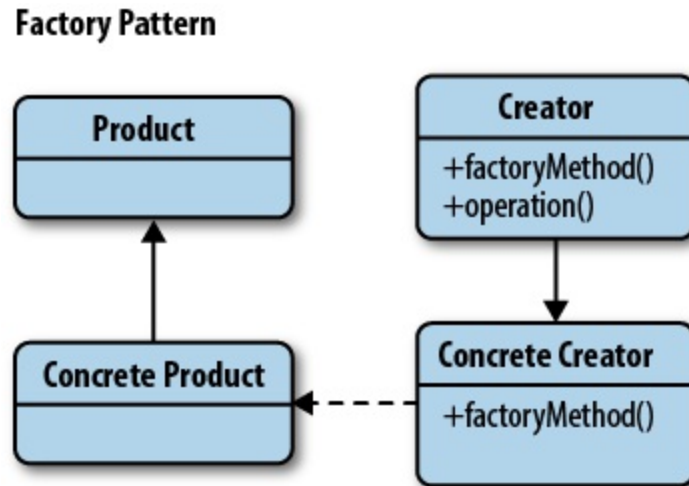 Factory Pattern
Product
Creator
+factoryMethod()
+operation()
Concrete Product
Concrete Creator
+factoryMethod()